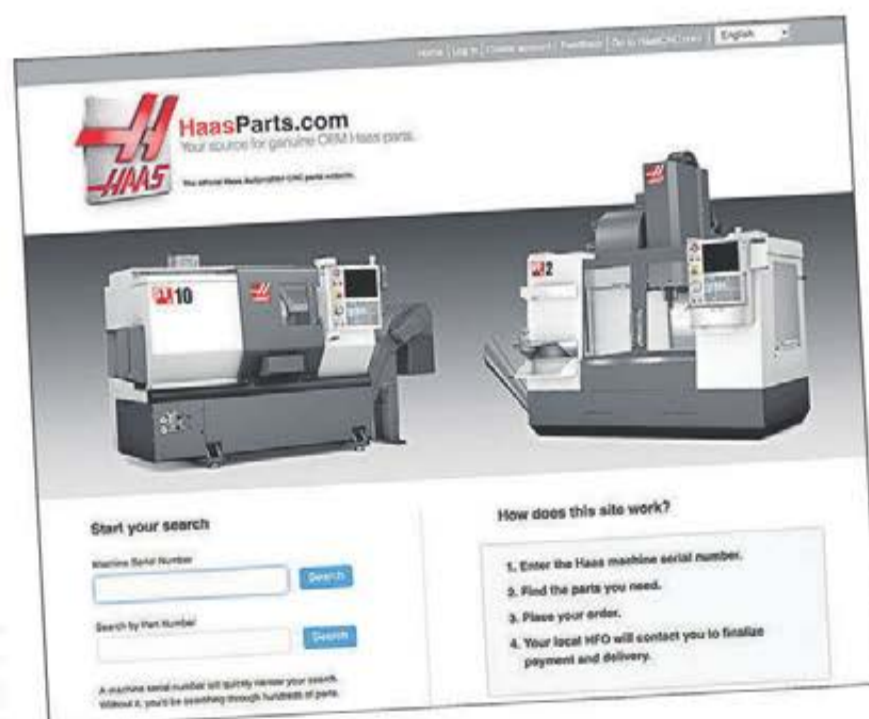 Home | Log in | Create account | Feedback | Go to HaasCNC.com | English
HAAS
HaasParts.com
Your source for genuine OEM Haas parts.
The official Haas Automation CNC parts website.
10
2
Start your search
Machine Serial Number
Search
Search by Part Number
Search
A machine serial number will quickly narrow your search.
Without it, you'd be searching through hundreds of parts.
How does this site work?
1. Enter the Haas machine serial number.
2. Find the parts you need.
3. Place your order.
4. Your local HFO will contact you to finalize
payment and delivery.